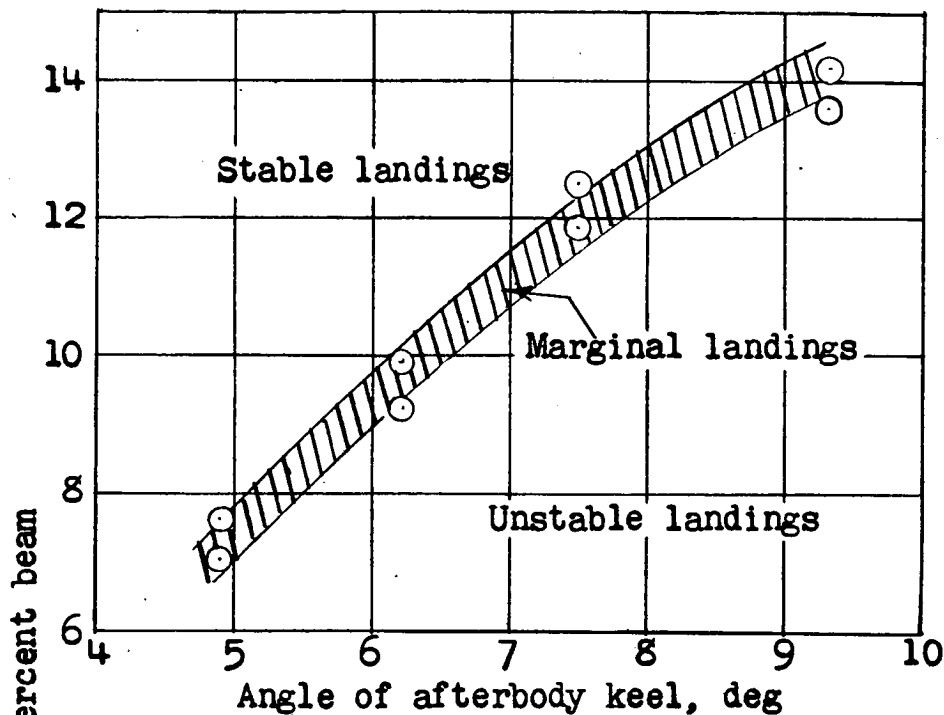 14
Stable landings
12
10
Marginal landings
8
Unstable landings
6
4 5 6 7 8 9 10
Angle of afterbody keel, deg
beam